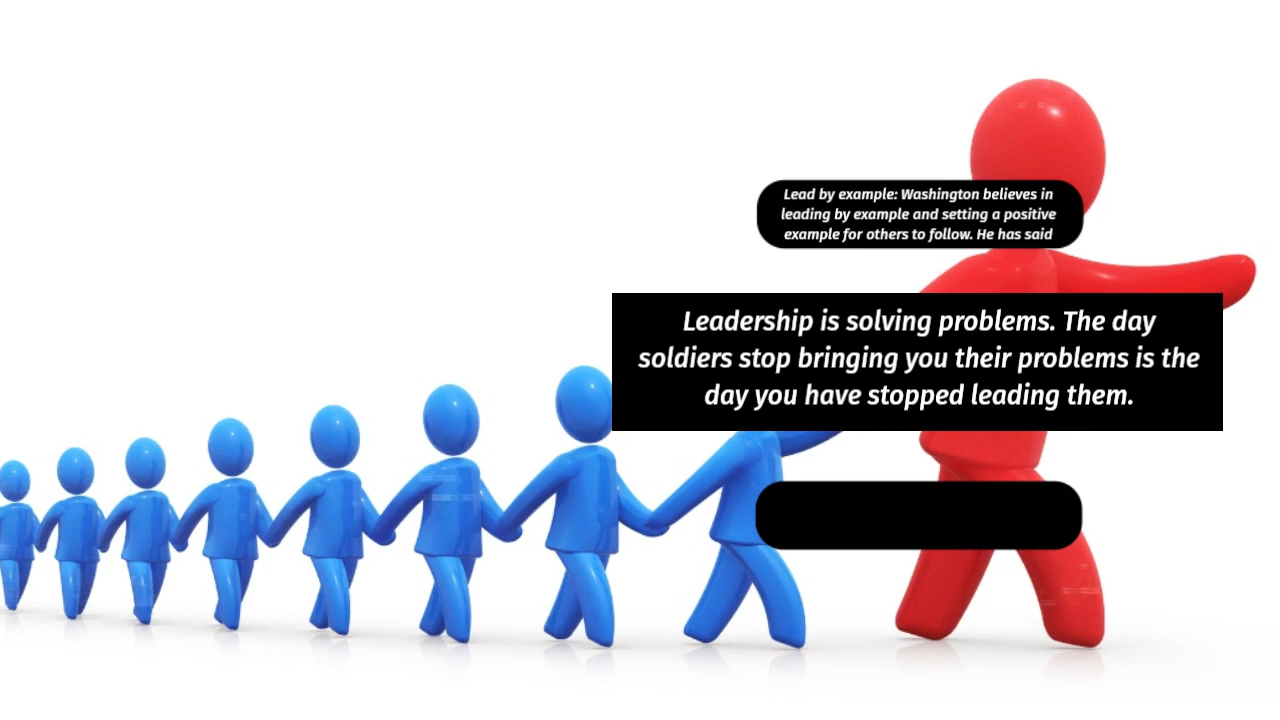 Lead by example: Washington believes in
leading by example and setting a positive
example for others to follow. He has said
Leadership is solving problems. The day
soldiers stop bringing you their problems is the
day you have stopped leading them.